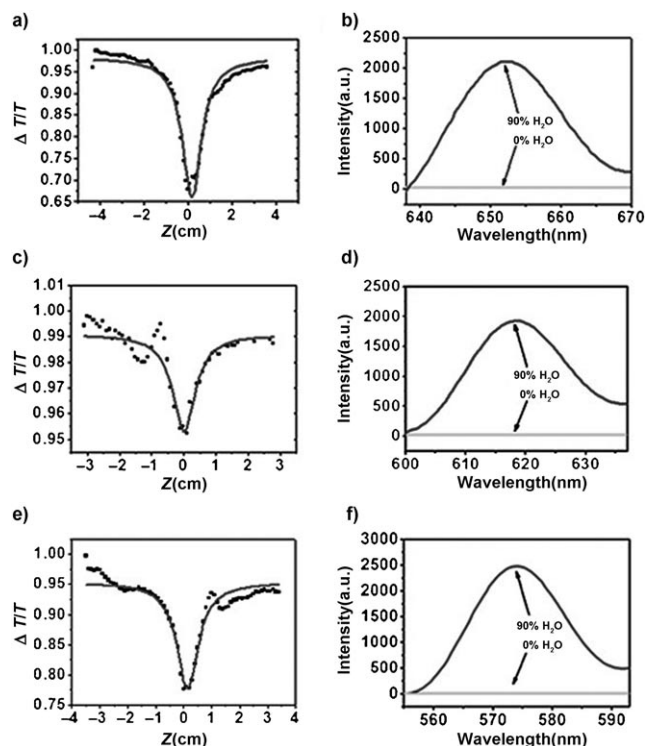 a)
1.00
0.95
0.90
0.85
0.80
0.75
0.70
0.65
Δ T/T
–4 –2 0 2 4
Z(cm)
b)
2500
2000
1500
1000
500
0
Intensity(a.u.)
90% H₂O
0% H₂O
640 650 660 670
Wavelength(nm)
c)
1.01
1.00
0.99
0.98
0.97
0.96
0.95
Δ T/T
–3 –2 –1 0 1 2 3
Z(cm)
d)
2500
2000
1500
1000
500
0
Intensity(a.u.)
90% H₂O
0% H₂O
600 610 620 630
Wavelength(nm)
e)
1.00
0.95
0.90
0.85
0.80
0.75
Δ T/T
–4 –3 –2 –1 0 1 2 3 4
Z(cm)
f)
3000
2500
2000
1500
1000
500
0
Intensity(a.u.)
90% H₂O
0% H₂O
560 570 580 590
Wavelength(nm)